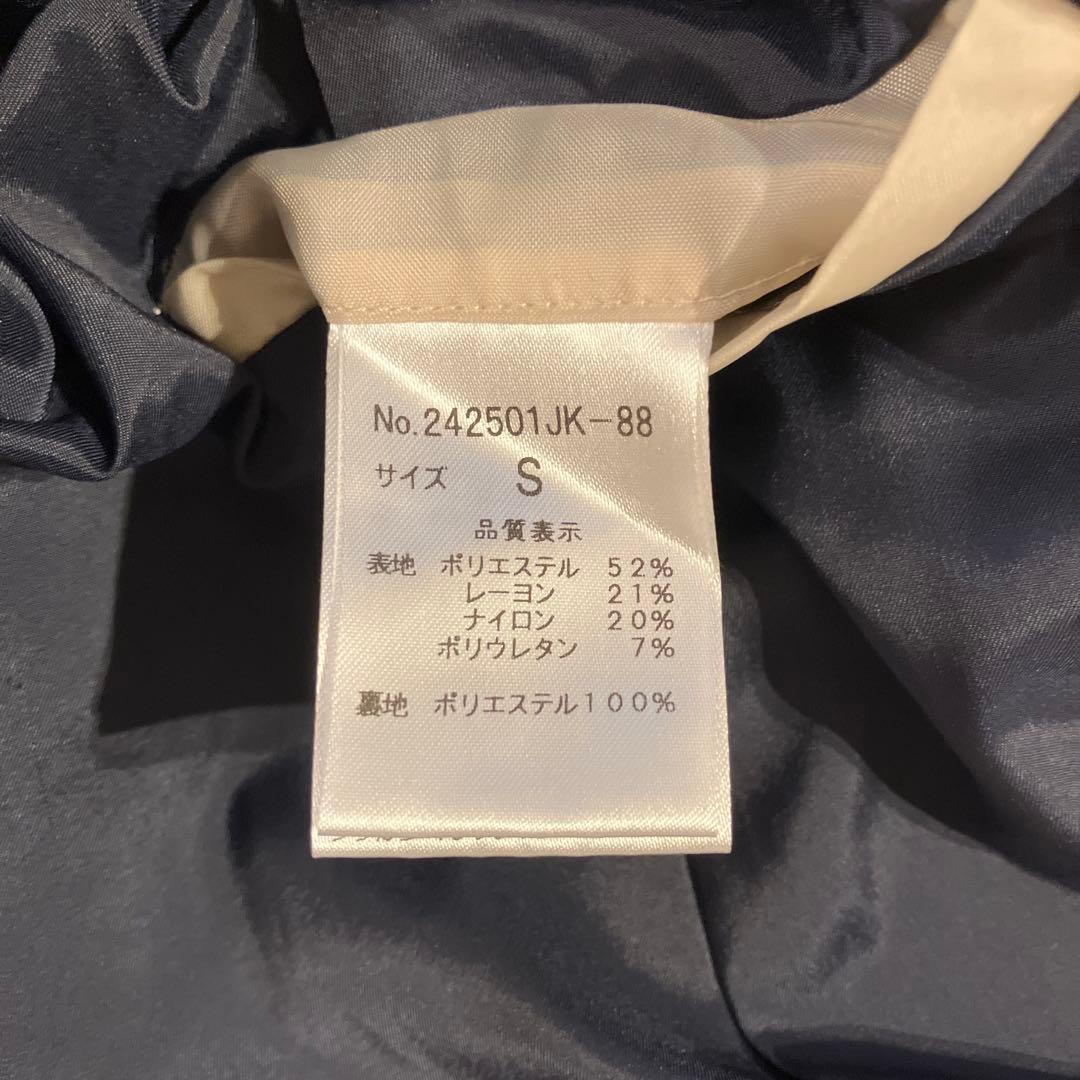 No.242501JK-88
サイズ S
品質表示
表地 ポリエステル 52%
レーヨン 21%
ナイロン 20%
ポリウレタン 7%
裏地 ポリエステル100%